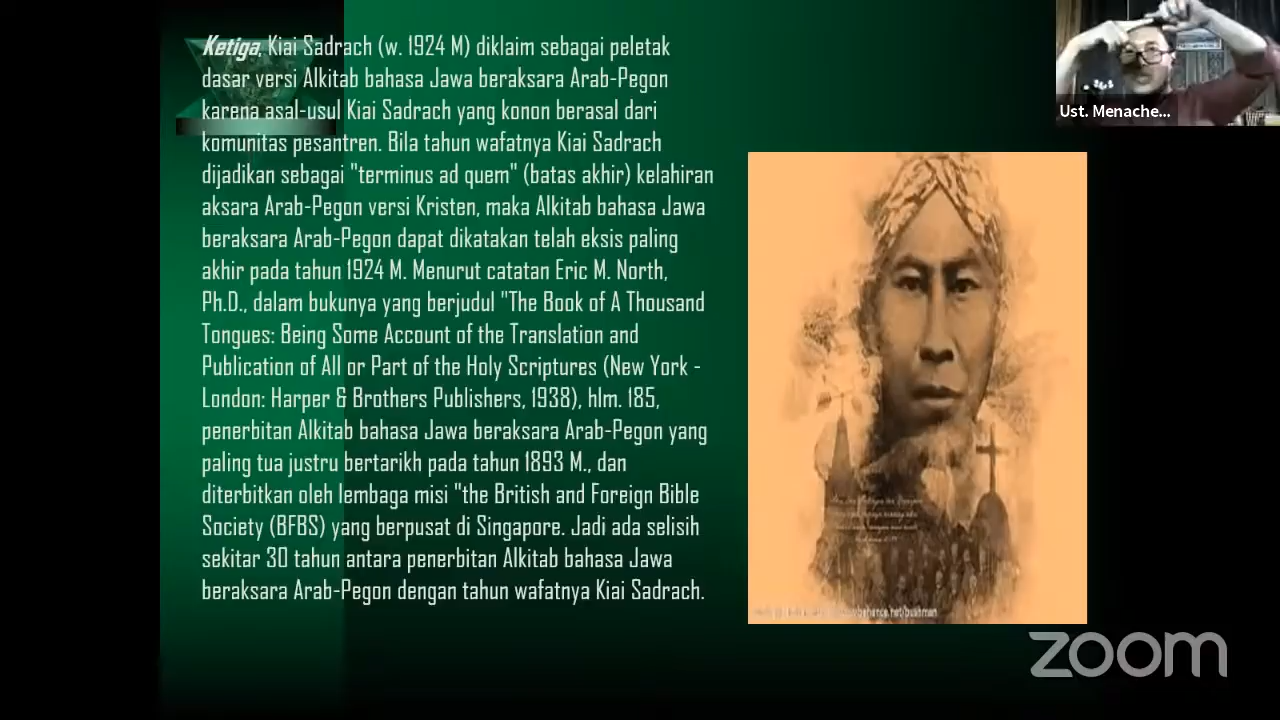 Ketiga, Kiai Sadrach (w. 1924 M) diklaim sebagai peletak
dasar versi Alkitab bahasa Jawa beraksara Arab-Pegon
karena asal-usul Kiai Sadrach yang konon berasal dari
komunitas pesantren. Bila tahun wafatnya Kiai Sadrach
dijadikan sebagai "terminus ad quem" (batas akhir) kelahiran
aksara Arab-Pegon versi Kristen, maka Alkitab bahasa Jawa
beraksara Arab-Pegon dapat dikatakan telah eksis paling
akhir pada tahun 1924 M. Menurut catatan Eric M. North,
Ph.D., dalam bukunya yang berjudul "The Book of A Thousand
Tongues: Being Some Account of the Translation and
Publication of All or Part of the Holy Scriptures (New York -
London: Harper & Brothers Publishers, 1938), hlm. 185,
penerbitan Alkitab bahasa Jawa beraksara Arab-Pegon yang
paling tua justru bertarikh pada tahun 1893 M., dan
diterbitkan oleh lembaga misi "the British and Foreign Bible
Society (BFBS) yang berpusat di Singapore. Jadi ada selisih
sekitar 30 tahun antara penerbitan Alkitab bahasa Jawa
beraksara Arab-Pegon dengan tahun wafatnya Kiai Sadrach.
Ust. Menache...
zoom